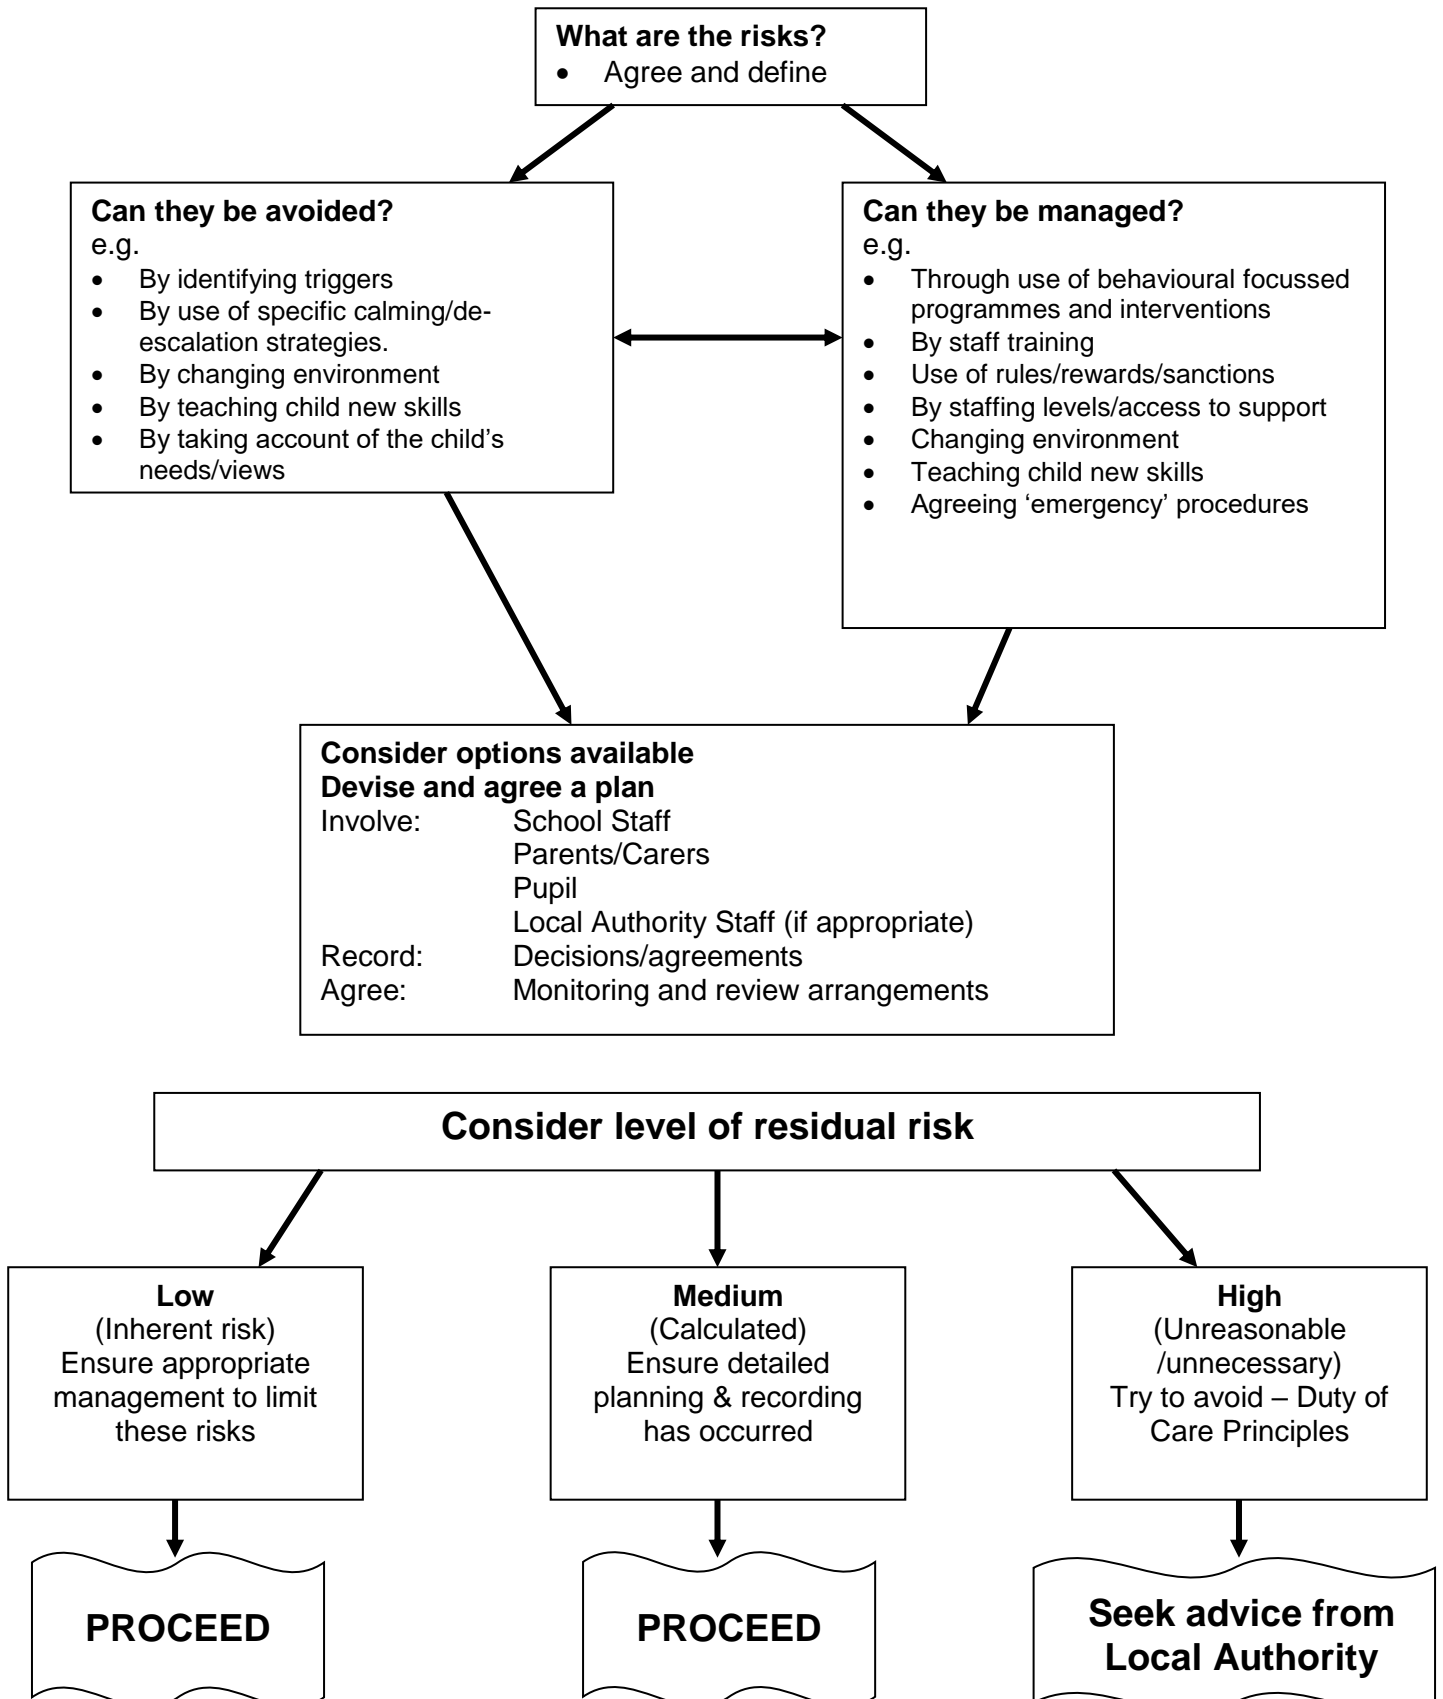 What are the risks?
• Agree and define
Can they be avoided?
e.g.
• By identifying triggers
• By use of specific calming/de-
escalation strategies.
• By changing environment
• By teaching child new skills
• By taking account of the child's
needs/views
Can they be managed?
e.g.
• Through use of behavioural focussed
programmes and interventions
• By staff training
• Use of rules/rewards/sanctions
• By staffing levels/access to support
• Changing environment
• Teaching child new skills
• Agreeing ‘emergency’ procedures
Consider options available
Devise and agree a plan
Involve: School Staff
Parents/Carers
Pupil
Local Authority Staff (if appropriate)
Record: Decisions/agreements
Agree: Monitoring and review arrangements
Consider level of residual risk
Low
(Inherent risk)
Ensure appropriate
management to limit
these risks
Medium
(Calculated)
Ensure detailed
planning & recording
has occurred
High
(Unreasonable
/unnecessary)
Try to avoid – Duty of
Care Principles
PROCEED
PROCEED
Seek advice from
Local Authority